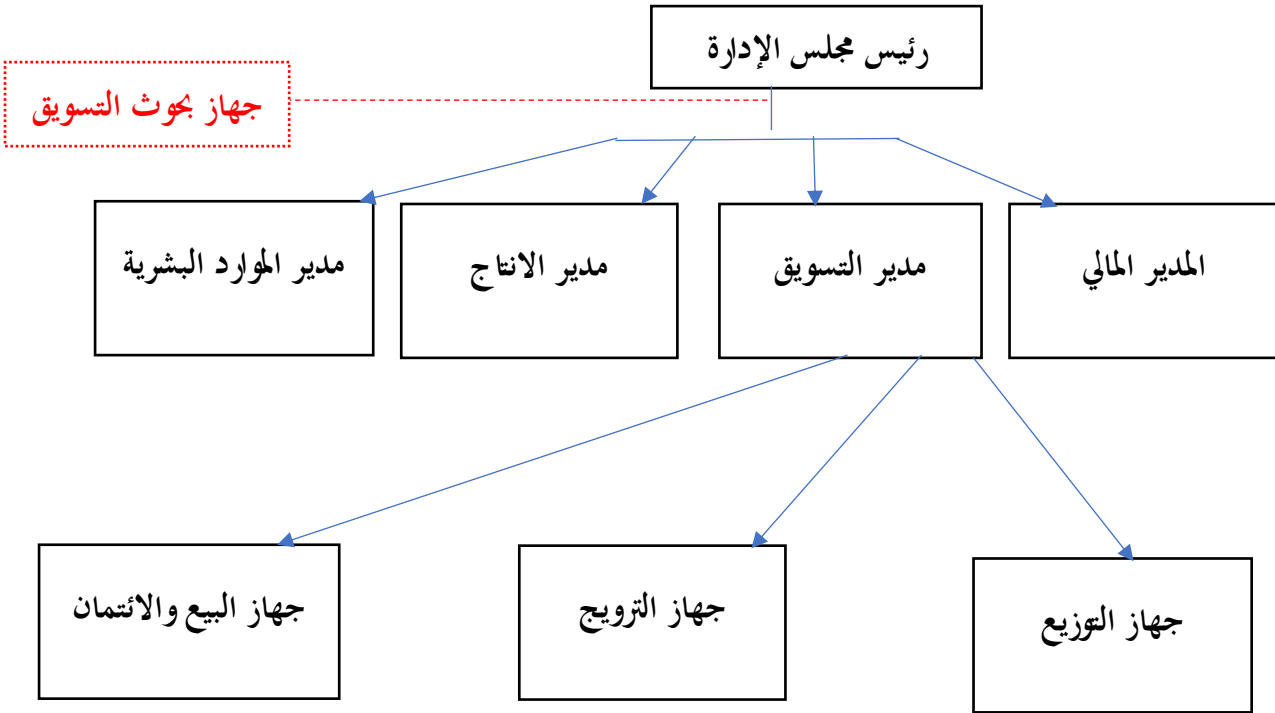 رئيس مجلس الإدارة
جهاز بحوث التسويق
المدير المالي
مدير التسويق
مدير الانتاج
مدير الموارد البشرية
جهاز التوزيع
جهاز الترويج
جهاز البيع والائتمان